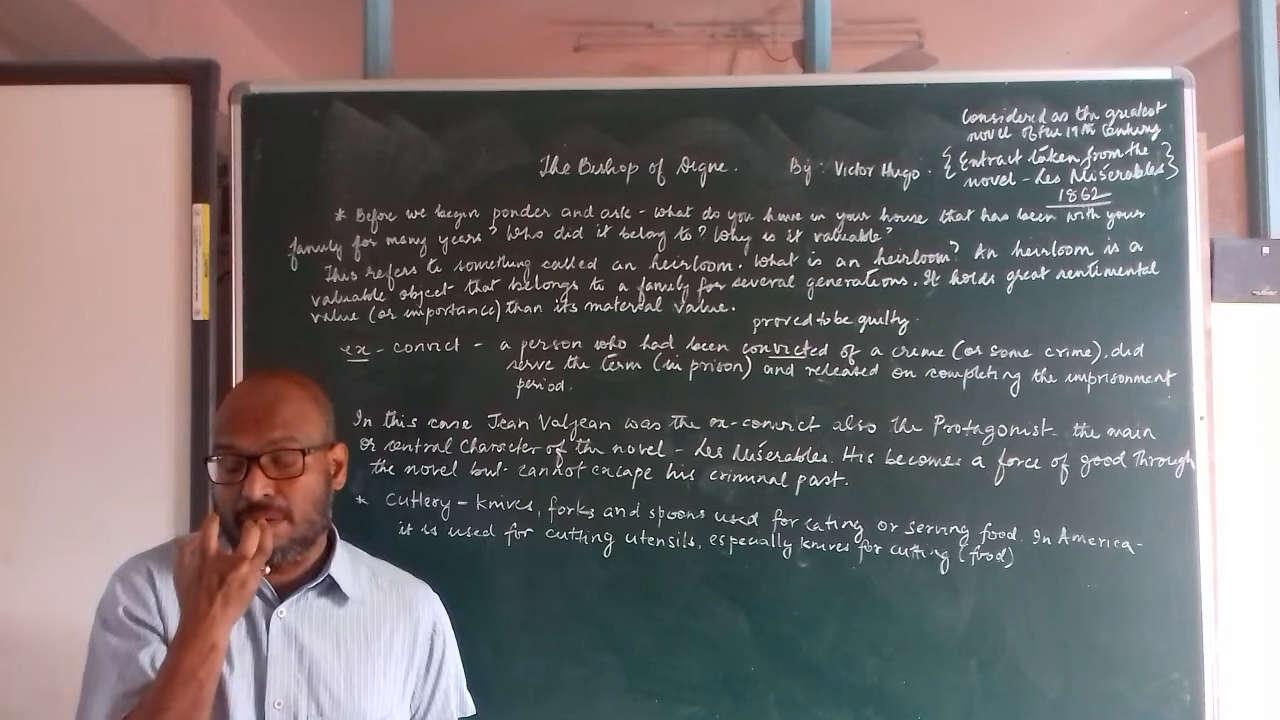 Considered as the greatest
novel of the 19th Century
The Bishop of Digne. By: Victor Hugo. {Extract taken from the
novel - Les Misérables}
1862
* Before we begin ponder and ask - what do you have in your house that has been with your
family for many years? Who did it belong to? Why is it valuable?
This refers to something called an heirloom. What is an heirloom? An heirloom is a
valuable object that belongs to a family for several generations. It holds great sentimental
value (or importance) than its material value.
proved to be guilty.
ex - convict - a person who had been convicted of a crime (or some crime), did
serve the term (in prison) and released on completing the imprisonment
period.
In this case Jean Valjean was the ex-convict also the Protagonist the main
or central character of the novel - Les Misérables. His becomes a force of good through
the novel but cannot escape his criminal past.
* Cutlery - knives, forks and spoons used for eating or serving food. In America -
it is used for cutting utensils, especially knives for cutting (food)